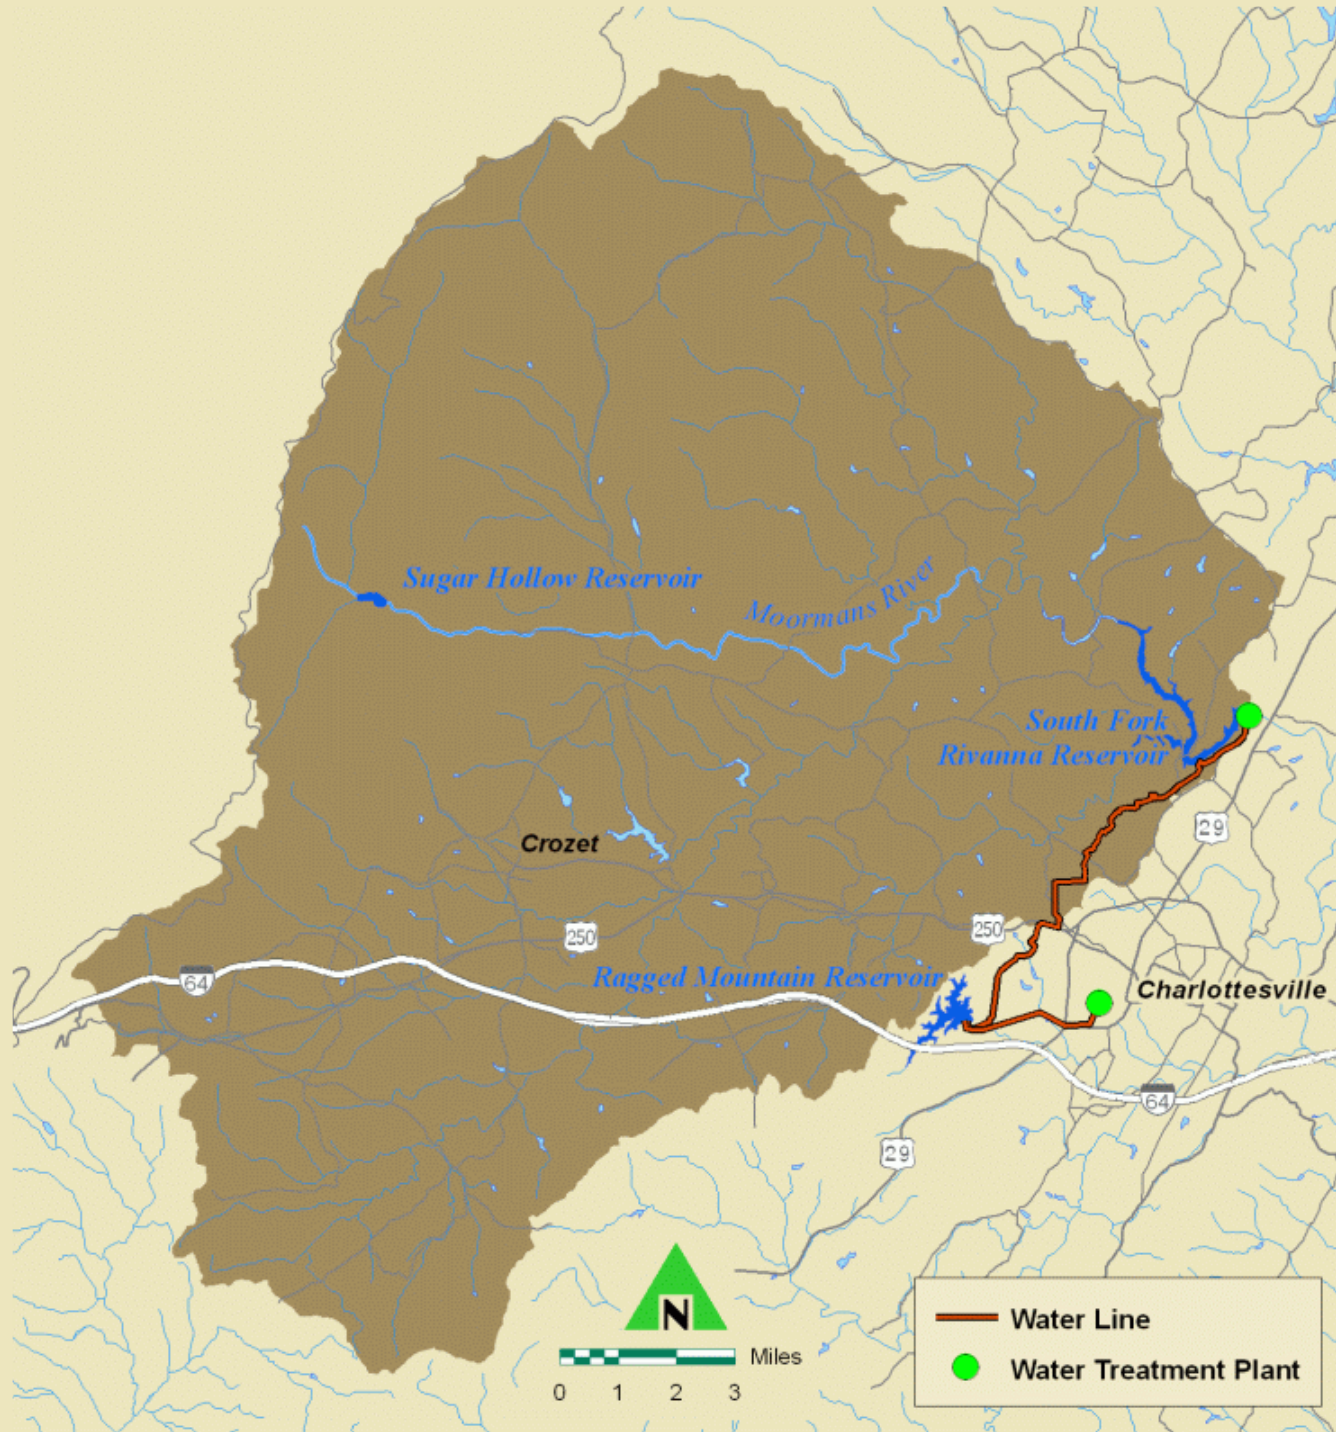 Sugar Hollow Reservoir
Moormans River
South Fork
Rivanna Reservoir
29
Crozet
250
250
Ragged Mountain Reservoir
64
Charlottesville
64
29
N
Miles
0 1 2 3
Water Line
Water Treatment Plant